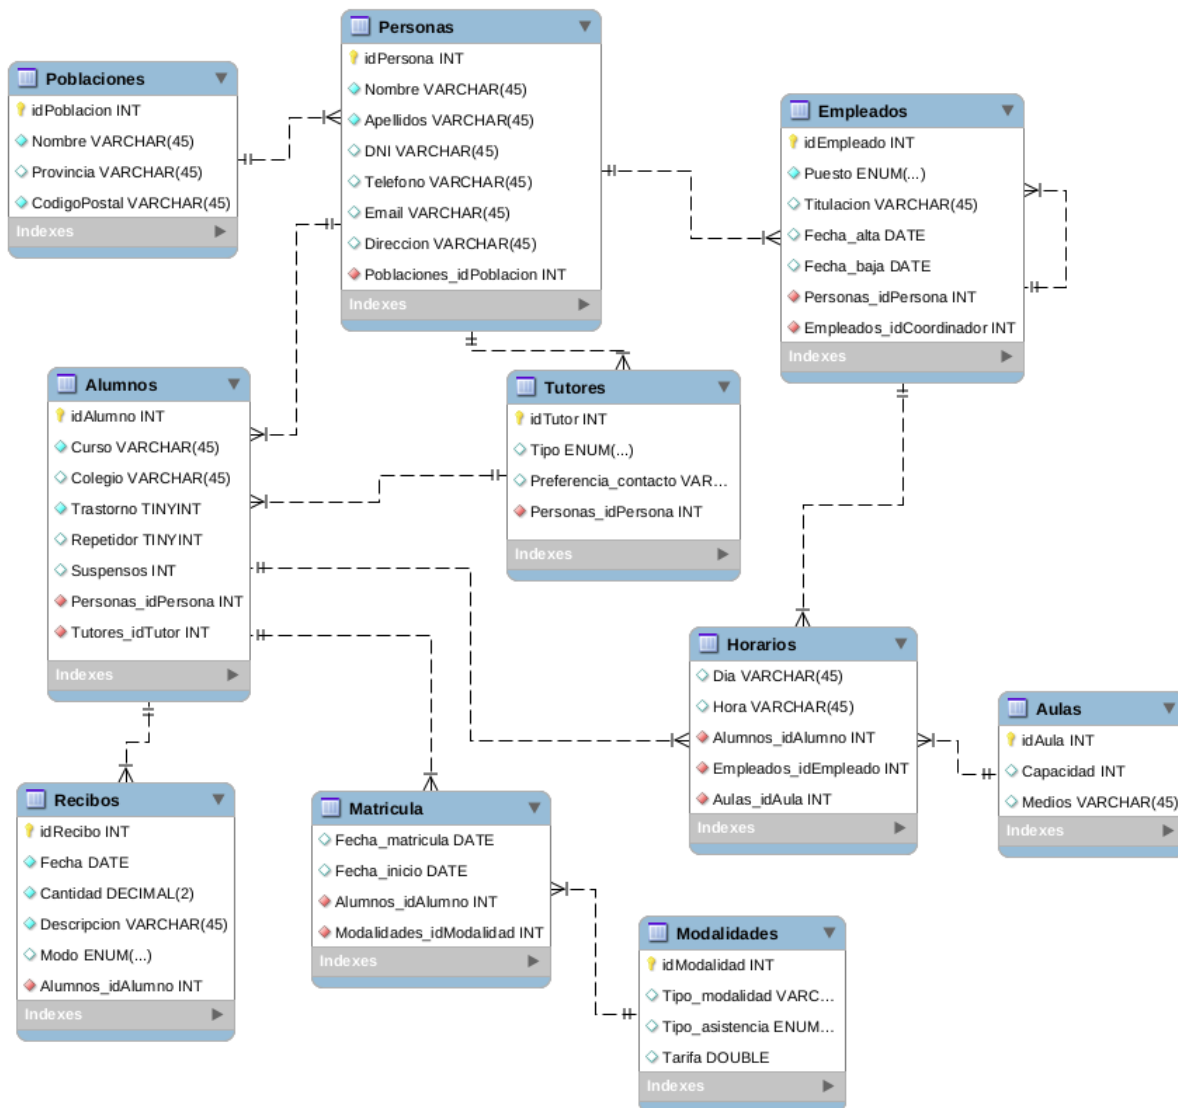 Personas
idPersona INT
Nombre VARCHAR(45)
Apellidos VARCHAR(45)
DNI VARCHAR(45)
Telefono VARCHAR(45)
Email VARCHAR(45)
Direccion VARCHAR(45)
Poblaciones_idPoblacion INT
Indexes
Poblaciones
idPoblacion INT
Nombre VARCHAR(45)
Provincia VARCHAR(45)
CodigoPostal VARCHAR(45)
Indexes
Empleados
idEmpleado INT
Puesto ENUM(...)
Titulacion VARCHAR(45)
Fecha_alta DATE
Fecha_baja DATE
Personas_idPersona INT
Empleados_idCoordinador INT
Indexes
Alumnos
idAlumno INT
Curso VARCHAR(45)
Colegio VARCHAR(45)
Trastorno TINYINT
Repetidor TINYINT
Suspensos INT
Personas_idPersona INT
Tutores_idTutor INT
Indexes
Tutores
idTutor INT
Tipo ENUM(...)
Preferencia_contacto VAR...
Personas_idPersona INT
Indexes
Horarios
Dia VARCHAR(45)
Hora VARCHAR(45)
Alumnos_idAlumno INT
Empleados_idEmpleado INT
Aulas_idAula INT
Indexes
Aulas
idAula INT
Capacidad INT
Medios VARCHAR(45)
Indexes
Recibos
idRecibo INT
Fecha DATE
Cantidad DECIMAL(2)
Descripcion VARCHAR(45)
Modo ENUM(...)
Alumnos_idAlumno INT
Indexes
Matricula
Fecha_matricula DATE
Fecha_inicio DATE
Alumnos_idAlumno INT
Modalidades_idModalidad INT
Indexes
Modalidades
idModalidad INT
Tipo_modalidad VARC...
Tipo_asistencia ENUM...
Tarifa DOUBLE
Indexes